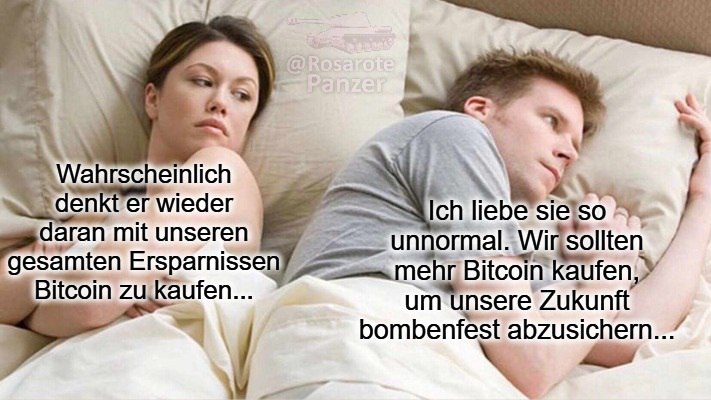 @Rosarote
Panzer
Wahrscheinlich
denkt er wieder
daran mit unseren
gesamten Ersparnissen
Bitcoin zu kaufen...
Ich liebe sie so
unnormal. Wir sollten
mehr Bitcoin kaufen,
um unsere Zukunft
bombenfest abzusichern...